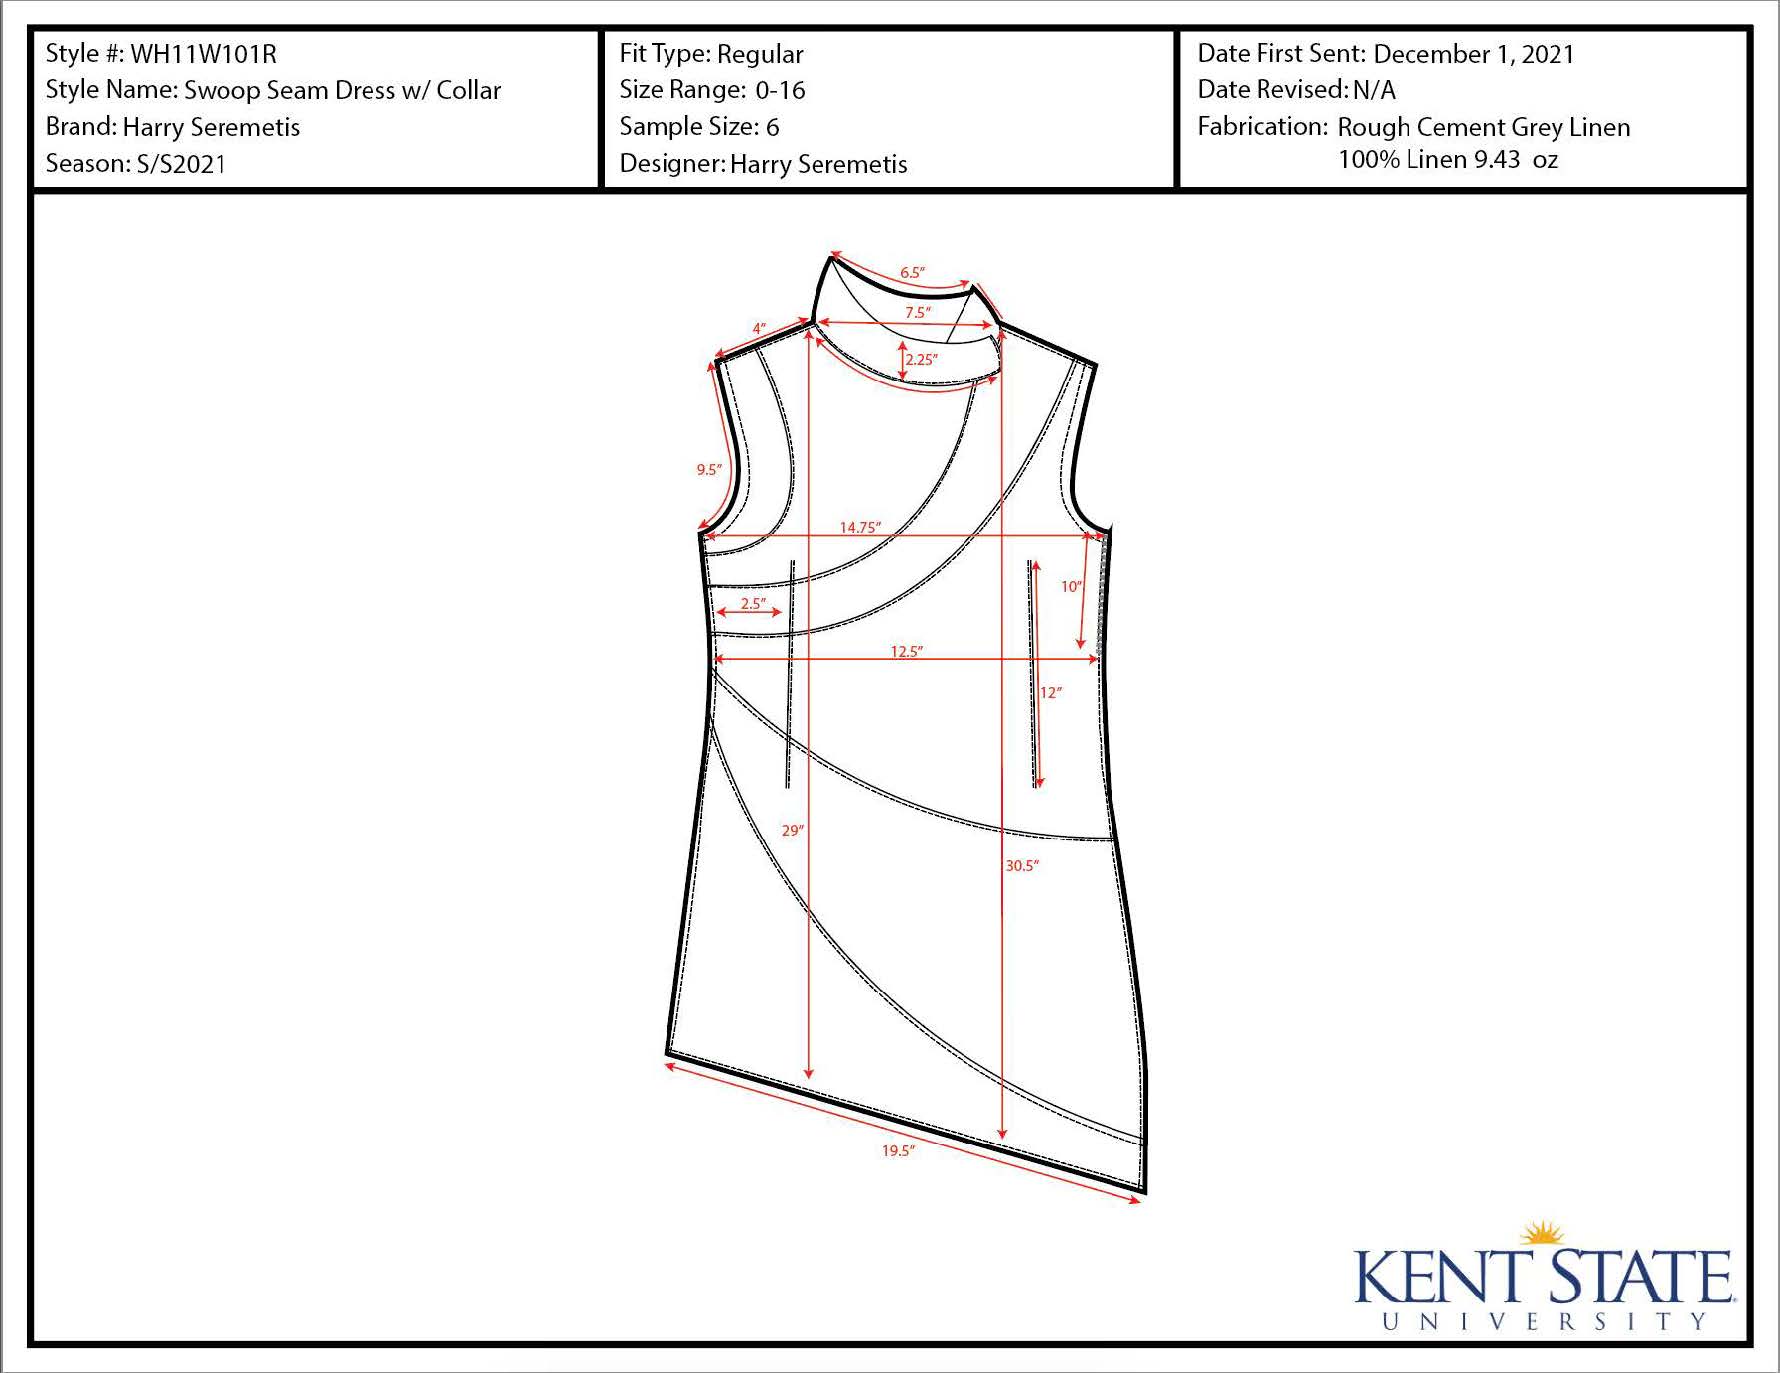 Style #: WH11W101R
Style Name: Swoop Seam Dress w/ Collar
Brand: Harry Seremetis
Season: S/S2021
Fit Type: Regular
Size Range: 0-16
Sample Size: 6
Designer: Harry Seremetis
Date First Sent: December 1, 2021
Date Revised: N/A
Fabrication: Rough Cement Grey Linen
100% Linen 9.43 oz
6.5"
7.5"
4"
2.25"
9.5"
14.75"
10"
2.5"
12.5"
12"
29"
30.5"
19.5"
KENT STATE
UNIVERSITY